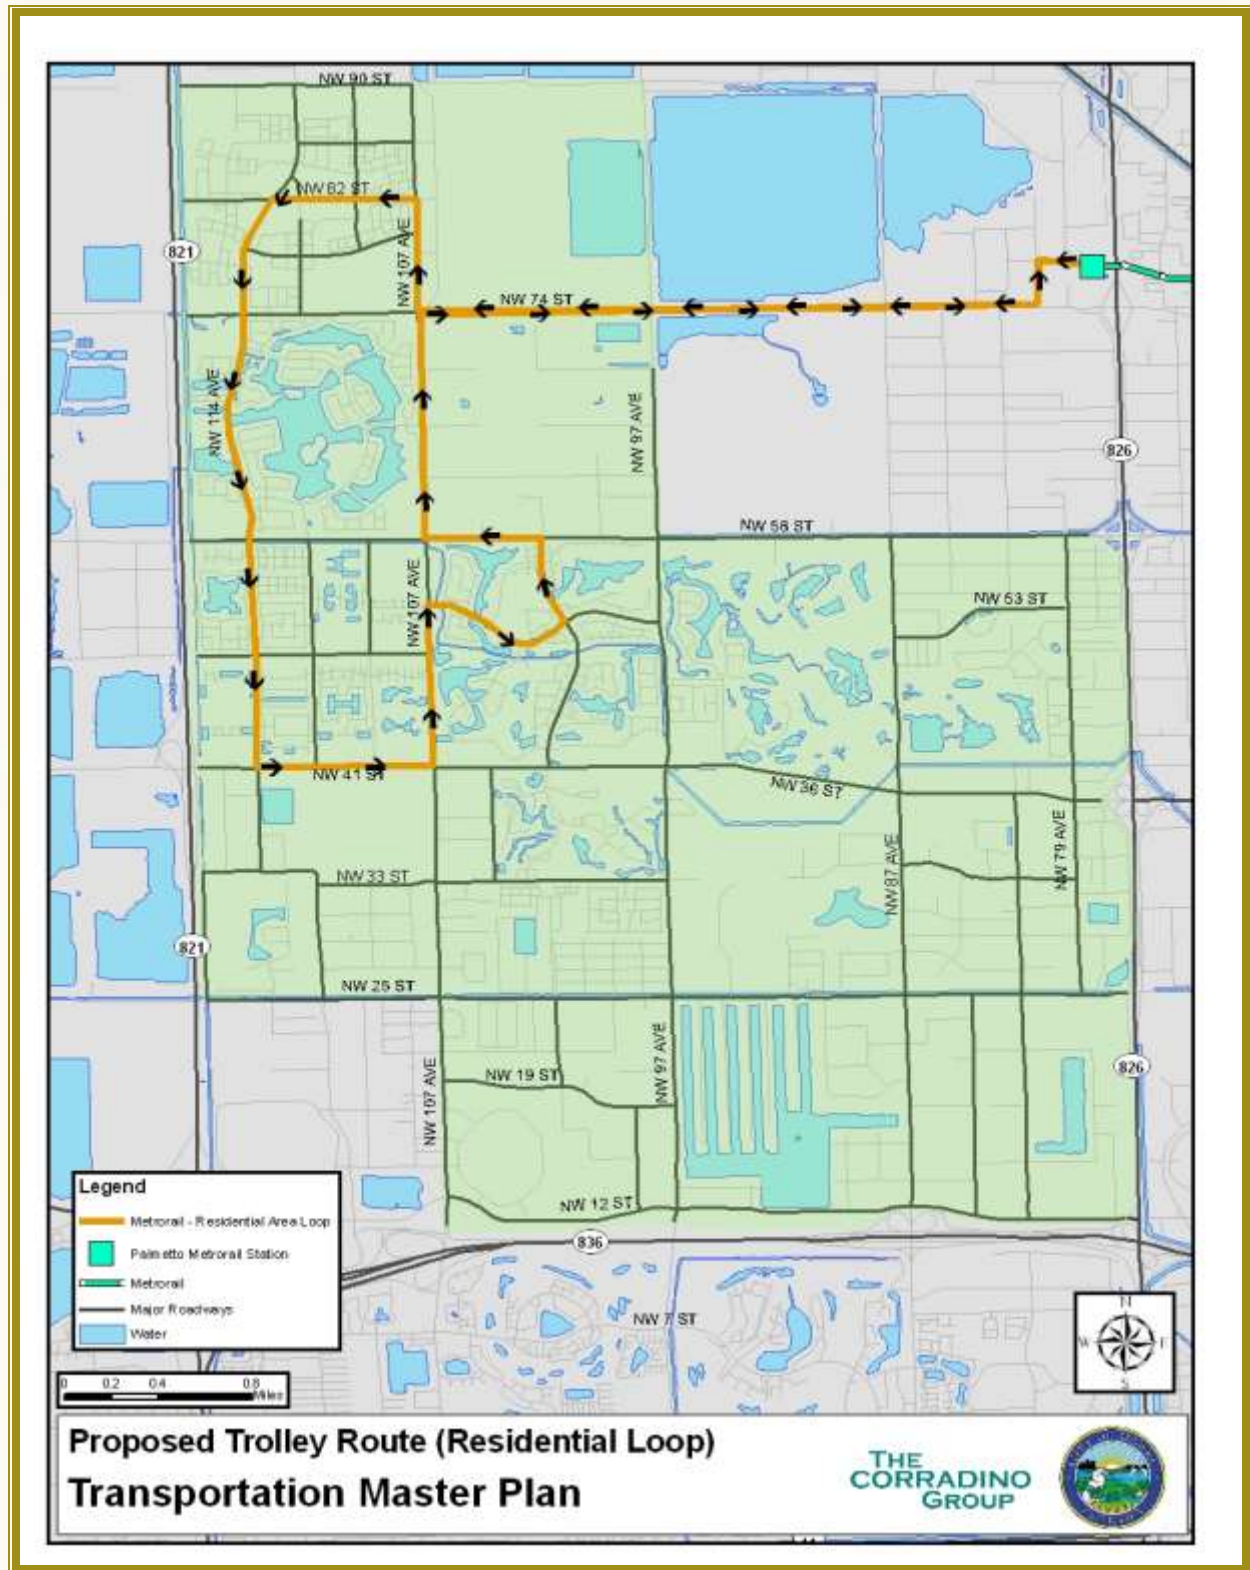 NW 90 ST
NW 82 ST
821
NW 107 AVE
NW 74 ST
NW 114 AVE
NW 97 AVE
826
NW 58 ST
NW 107 AVE
NW 53 ST
NW 41 ST
NW 36 ST
NW 33 ST
NW 87 AVE
NW 79 AVE
821
NW 25 ST
NW 97 AVE
NW 107 AVE
NW 19 ST
826
NW 12 ST
836
NW 7 ST
Legend
Metrorail - Residential Area Loop
Palmetto Metrorail Station
Metrorail
Major Roadways
Water
N
W
E
S
0 0.2 0.4 0.8
Miles
Proposed Trolley Route (Residential Loop)
Transportation Master Plan
THE
CORRADINO
GROUP